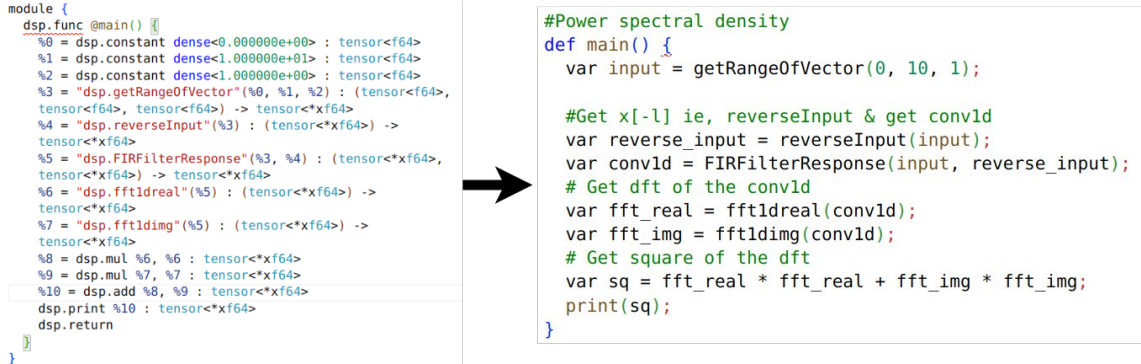 module {
dsp.func @main() {
%0 = dsp.constant dense<0.000000e+00> : tensor<f64>
%1 = dsp.constant dense<1.000000e+01> : tensor<f64>
%2 = dsp.constant dense<1.000000e+00> : tensor<f64>
%3 = "dsp.getRangeOfVector"(%0, %1, %2) : (tensor<f64>,
tensor<f64>, tensor<f64>) -> tensor<*xf64>
%4 = "dsp.reverseInput"(%3) : (tensor<*xf64>) ->
tensor<*xf64>
%5 = "dsp.FIRFilterResponse"(%3, %4) : (tensor<*xf64>,
tensor<*xf64>) -> tensor<*xf64>
%6 = "dsp.fft1dreal"(%5) : (tensor<*xf64>) ->
tensor<*xf64>
%7 = "dsp.fft1dimg"(%5) : (tensor<*xf64>) ->
tensor<*xf64>
%8 = dsp.mul %6, %6 : tensor<*xf64>
%9 = dsp.mul %7, %7 : tensor<*xf64>
%10 = dsp.add %8, %9 : tensor<*xf64>
dsp.print %10 : tensor<*xf64>
dsp.return
}
}
#Power spectral density
def main() {
var input = getRangeOfVector(0, 10, 1);
#Get x[-l] ie, reverseInput & get conv1d
var reverse_input = reverseInput(input);
var conv1d = FIRFilterResponse(input, reverse_input);
# Get dft of the conv1d
var fft_real = fft1dreal(conv1d);
var fft_img = fft1dimg(conv1d);
# Get square of the dft
var sq = fft_real * fft_real + fft_img * fft_img;
print(sq);
}